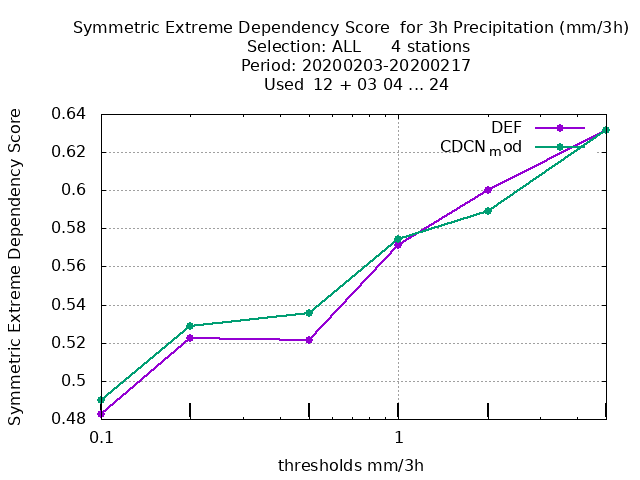 Symmetric Extreme Dependency Score  for 3h Precipitation (mm/3h)
Selection: ALL      4 stations
Period: 20200203-20200217
Used  12 + 03 04 ... 24
Symmetric Extreme Dependency Score
0.64
0.62
0.6
0.58
0.56
0.54
0.52
0.5
0.48
DEF
CDCN_mod
0.1
1
thresholds mm/3h